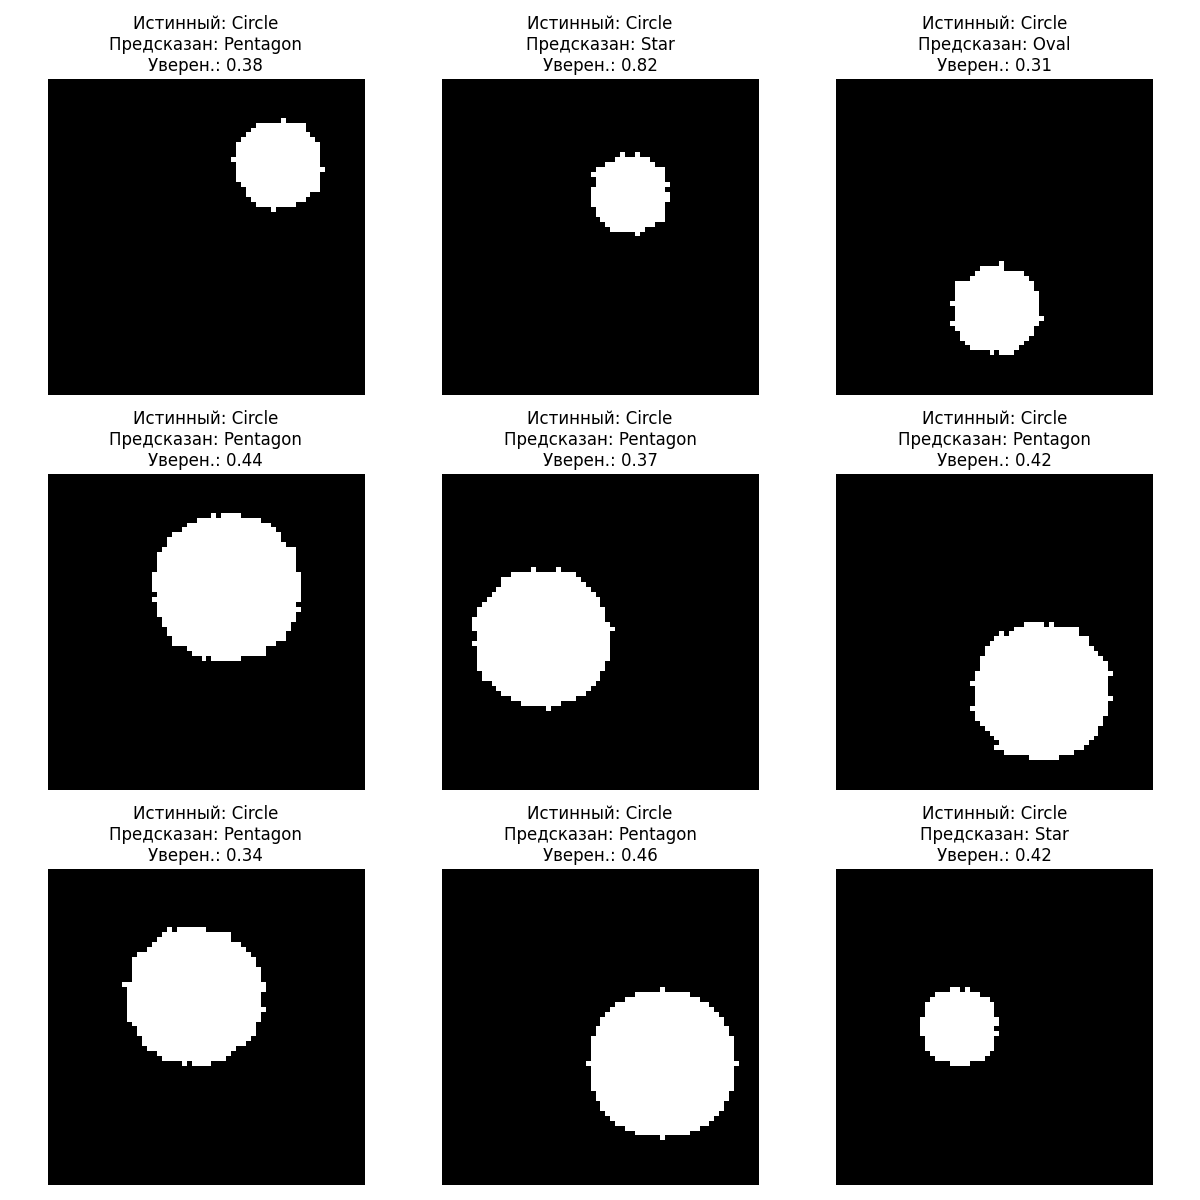 Истинный: Circle
Предсказан: Pentagon
Уверен.: 0.38
Истинный: Circle
Предсказан: Star
Уверен.: 0.82
Истинный: Circle
Предсказан: Oval
Уверен.: 0.31
Истинный: Circle
Предсказан: Pentagon
Уверен.: 0.44
Истинный: Circle
Предсказан: Pentagon
Уверен.: 0.37
Истинный: Circle
Предсказан: Pentagon
Уверен.: 0.42
Истинный: Circle
Предсказан: Pentagon
Уверен.: 0.34
Истинный: Circle
Предсказан: Pentagon
Уверен.: 0.46
Истинный: Circle
Предсказан: Star
Уверен.: 0.42